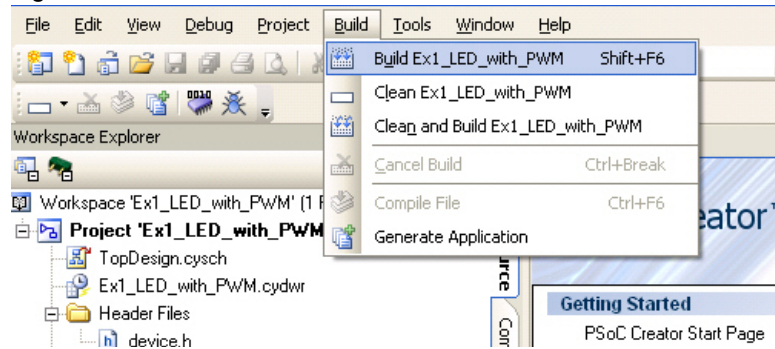 File Edit View Debug Project Build Tools Window Help
Build Ex1_LED_with_PWM Shift+F6
Clean Ex1_LED_with_PWM
Clean and Build Ex1_LED_with_PWM
Workspace Explorer
Cancel Build Ctrl+Break
Workspace 'Ex1_LED_with_PWM' (1
Compile File Ctrl+F6
Project 'Ex1_LED_with_PWM
Generate Application
TopDesign.cysch
Ex1_LED_with_PWM.cydwr
Header Files
device.h
Getting Started
PSoC Creator Start Page